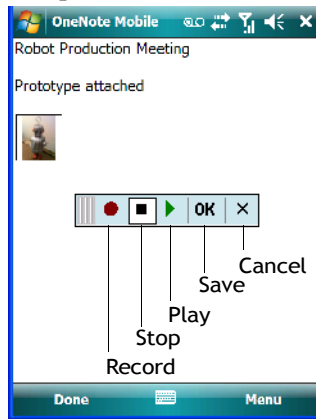 OneNote Mobile
Robot Production Meeting
Prototype attached
OK
Cancel
Save
Play
Stop
Record
Done Menu